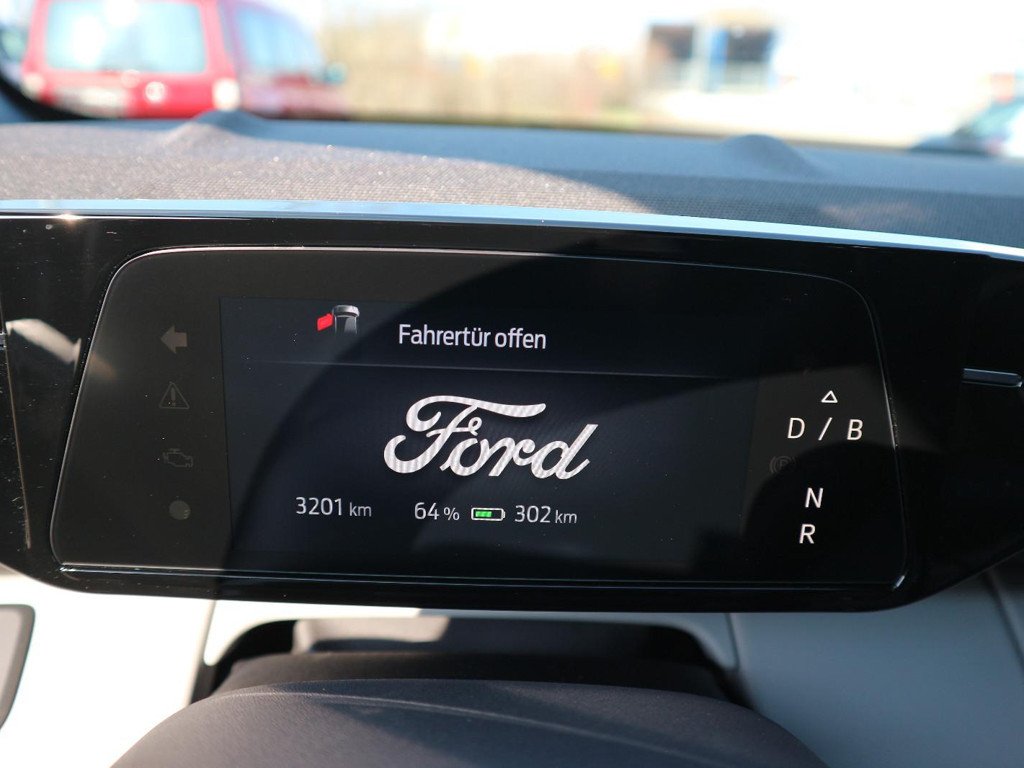 Fahrertür offen
Ford
3201 km 64 % 302 km
D / B
N
R